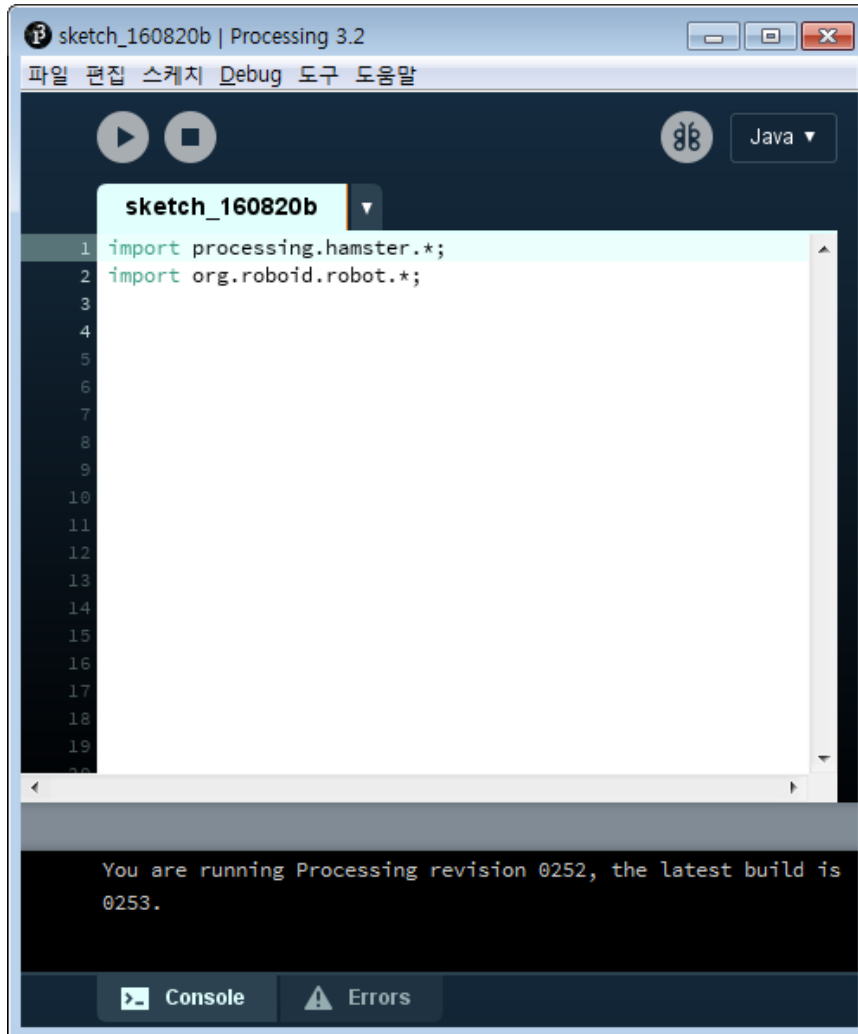 sketch_160820b | Processing 3.2
파일 편집 스케치 Debug 도구 도움말
Java ▼
sketch_160820b ▼
1 import processing.hamster.*;
2 import org.roboid.robot.*;
3
4
5
6
7
8
9
10
11
12
13
14
15
16
17
18
19
You are running Processing revision 0252, the latest build is
0253.
Console Errors